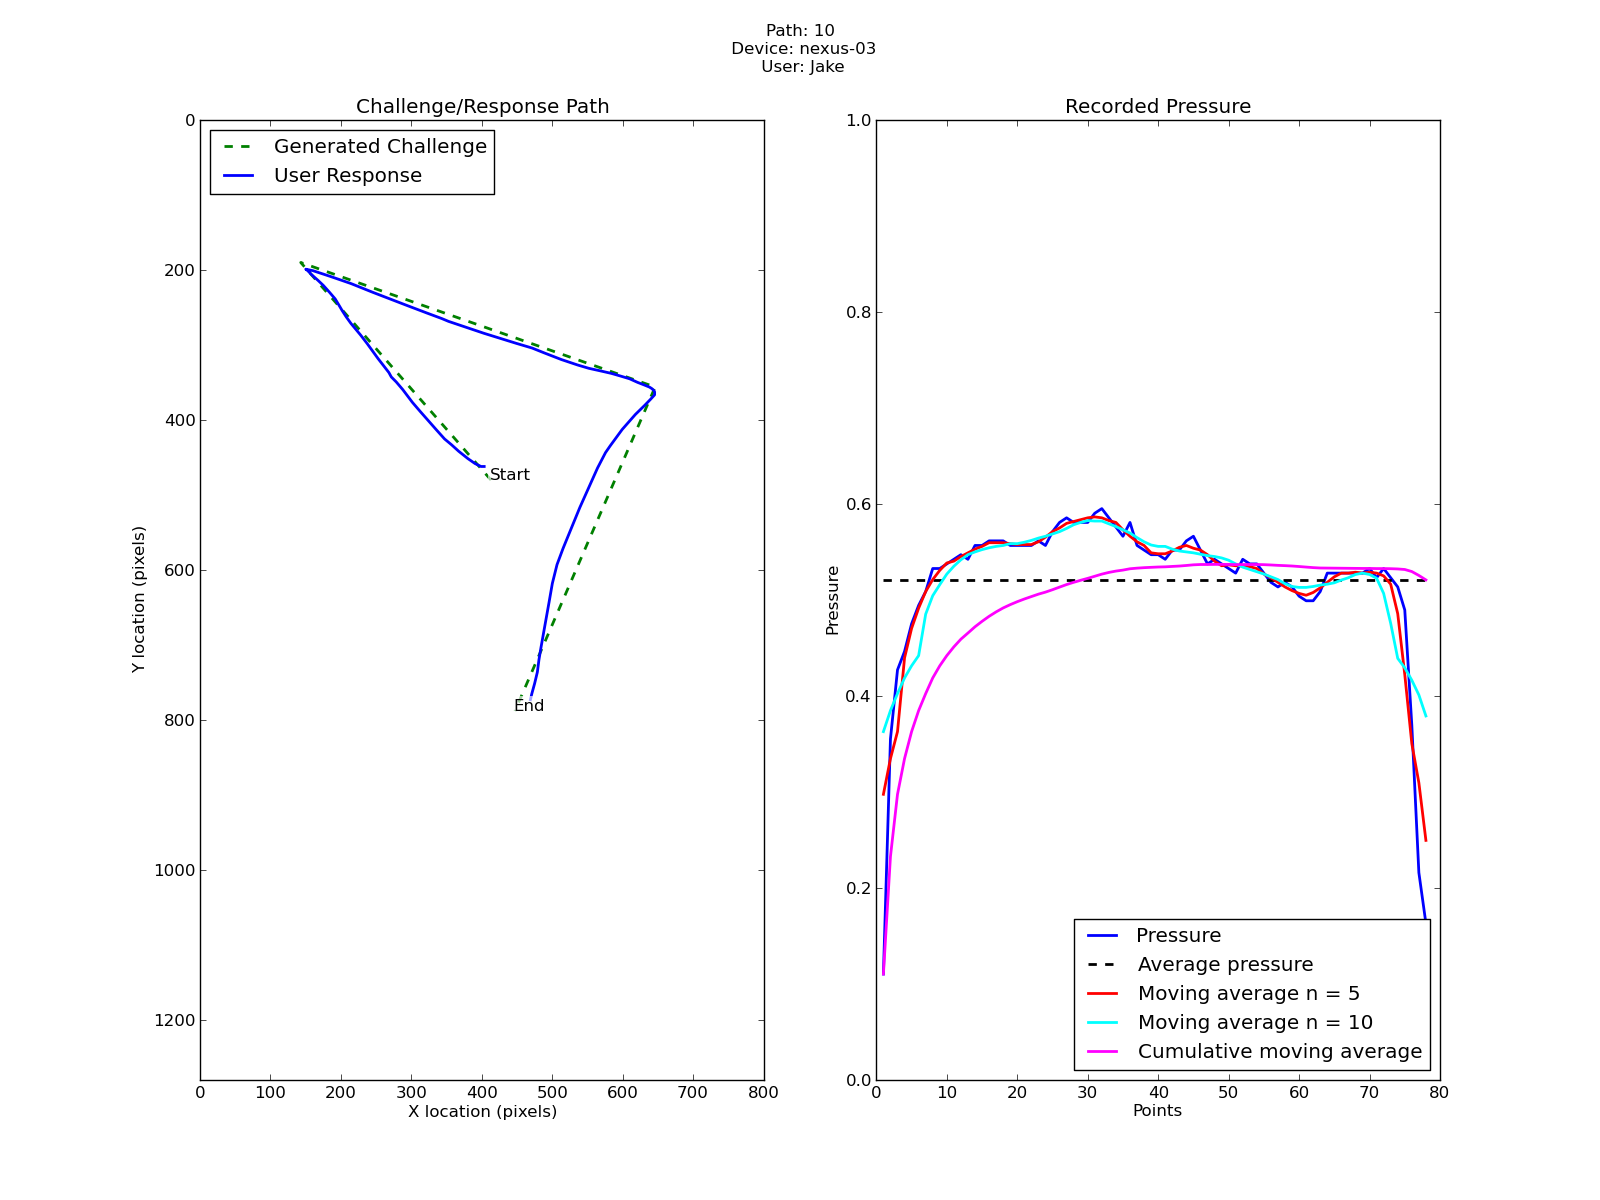 Path: 10
Device: nexus-03
User: Jake
Challenge/Response Path
Generated Challenge
User Response
0
200
400
600
800
1000
1200
Y location (pixels)
Start
End
0 100 200 300 400 500 600 700 800
X location (pixels)
Recorded Pressure
1.0
0.8
0.6
0.4
0.2
0.0
Pressure
Pressure
Average pressure
Moving average n = 5
Moving average n = 10
Cumulative moving average
0 10 20 30 40 50 60 70 80
Points